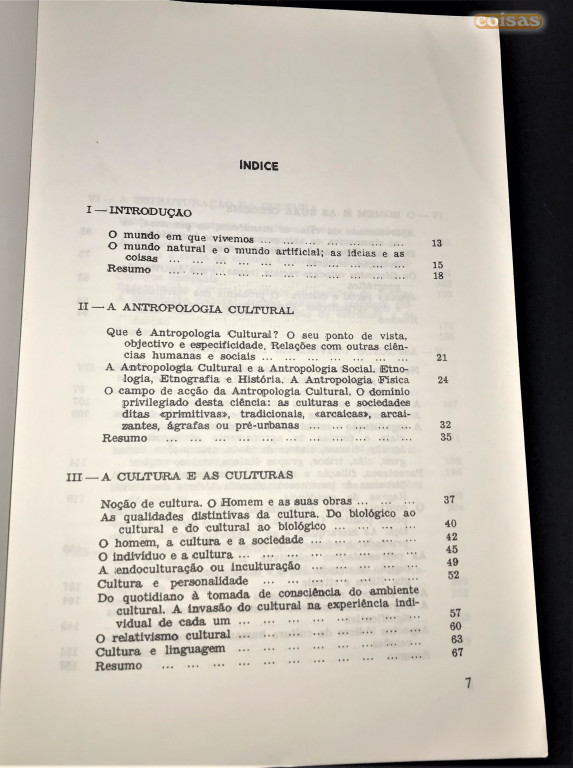 coisas
ÍNDICE
I — INTRODUÇÃO
O mundo em que vivemos ... ... ... ... ... ... ... 13
O mundo natural e o mundo artificial; as ideias e as
coisas ... ... ... ... ... ... ... ... ... ... ... 15
Resumo ... ... ... ... ... ... ... ... ... ... 18
II — A ANTROPOLOGIA CULTURAL
Que é Antropologia Cultural? O seu ponto de vista,
objectivo e especificidade. Relações com outras ciên-
cias humanas e sociais ... ... ... ... ... ... ... 21
A Antropologia Cultural e a Antropologia Social. Etno-
logia, Etnografia e História. A Antropologia Física 24
O campo de acção da Antropologia Cultural. O domínio
privilegiado desta ciência: as culturas e sociedades
ditas «primitivas», tradicionais, «arcaicas», arcai-
zantes, ágrafas ou pré-urbanas ... ... ... ... ... 32
Resumo ... ... ... ... ... ... ... ... ... ... 35
III — A CULTURA E AS CULTURAS
Noção de cultura. O Homem e as suas obras ... ... ... 37
As qualidades distintivas da cultura. Do biológico ao
cultural e do cultural ao biológico ... ... ... ... 40
O homem, a cultura e a sociedade ... ... ... ... ... 42
O indivíduo e a cultura ... ... ... ... ... ... ... ... 45
A endoculturação ou inculturação ... ... ... ... ... 49
Cultura e personalidade ... ... ... ... ... ... ... 52
Do quotidiano à tomada de consciência do ambiente
cultural. A invasão do cultural na experiência indi-
vidual de cada um ... ... ... ... ... ... ... ... 57
O relativismo cultural ... ... ... ... ... ... ... ... 60
Cultura e linguagem ... ... ... ... ... ... ... ... 63
Resumo ... ... ... ... ... ... ... ... ... ... 67
7